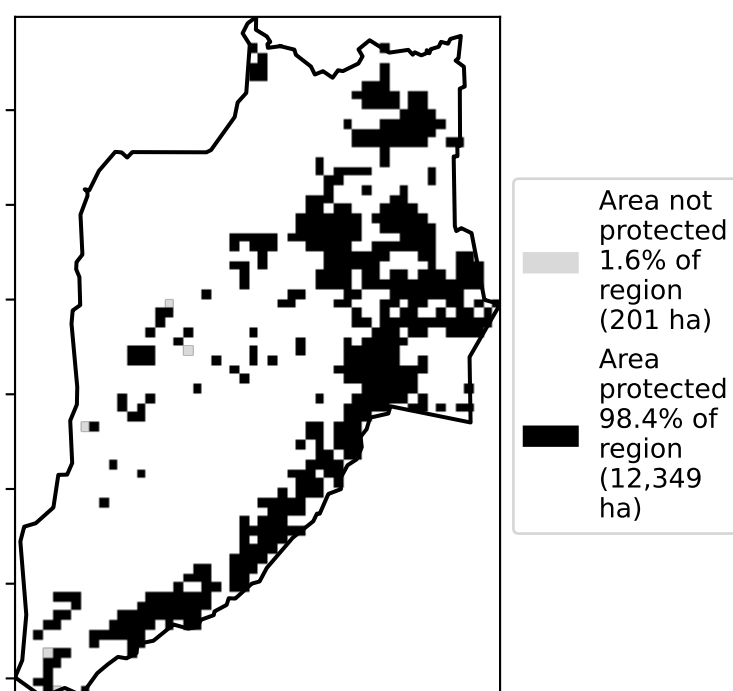 Area not
protected
1.6% of
region
(201 ha)
Area
protected
98.4% of
region
(12,349
ha)